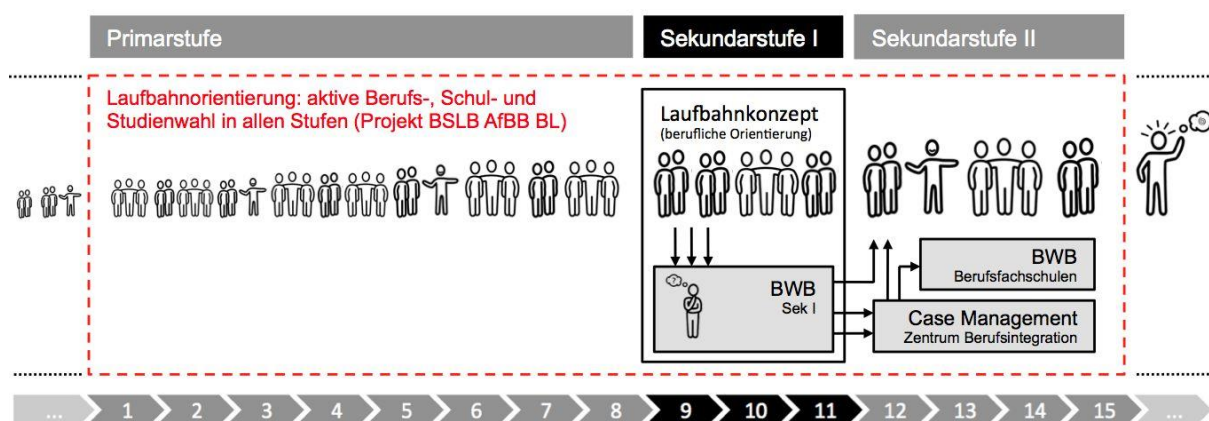 Primarstufe
Sekundarstufe I
Sekundarstufe II
Laufbahnorientierung: aktive Berufs-, Schul- und
Studienwahl in allen Stufen (Projekt BSLB AfBB BL)
Laufbahnkonzept
(berufliche Orientierung)
?
BWB
Sek I
BWB
Berufsfachschulen
Case Management
Zentrum Berufsintegration
... 1 2 3 4 5 6 7 8 9 10 11 12 13 14 15 ...